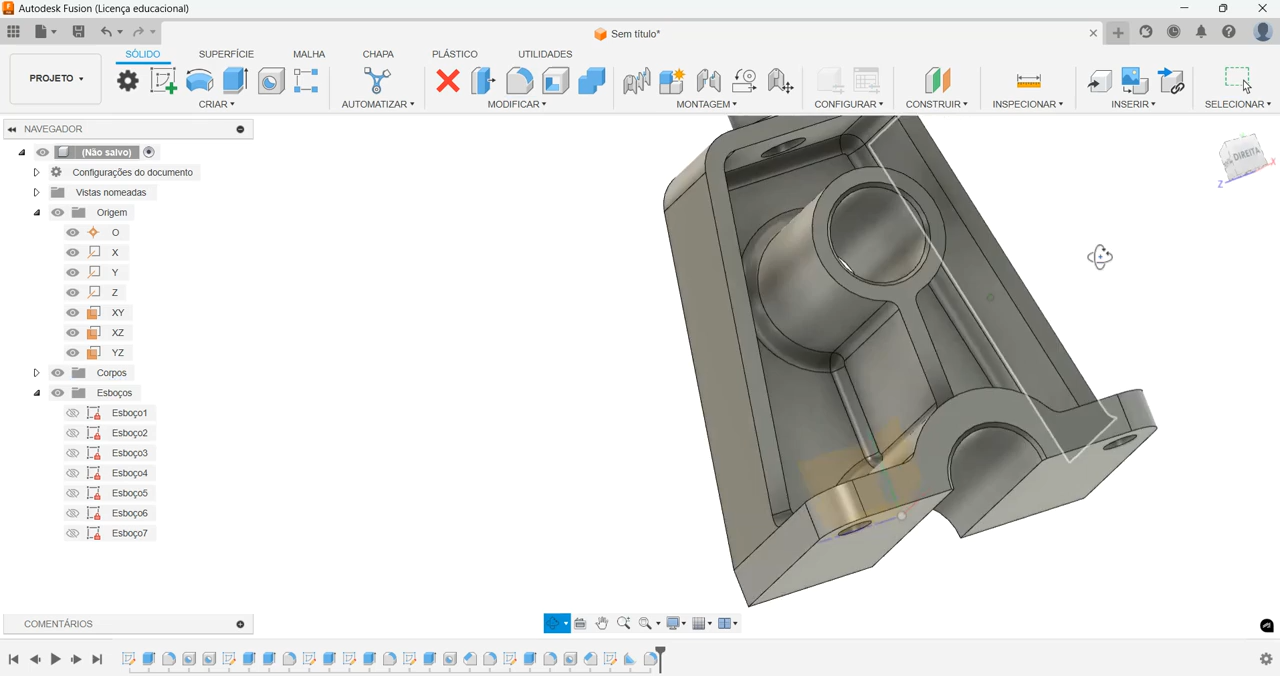 Autodesk Fusion (Licença educacional)
Sem título*
PROJETO
SÓLIDO
SUPERFÍCIE
MALHA
CHAPA
PLÁSTICO
UTILIDADES
CRIAR
AUTOMATIZAR
MODIFICAR
MONTAGEM
CONFIGURAR
CONSTRUIR
INSPECIONAR
INSERIR
SELECIONAR
NAVEGADOR
(Não salvo)
Configurações do documento
Vistas nomeadas
Origem
O
X
Y
Z
XY
XZ
YZ
Corpos
Esboços
Esboço1
Esboço2
Esboço3
Esboço4
Esboço5
Esboço6
Esboço7
DIREITA
X
Z
COMENTÁRIOS